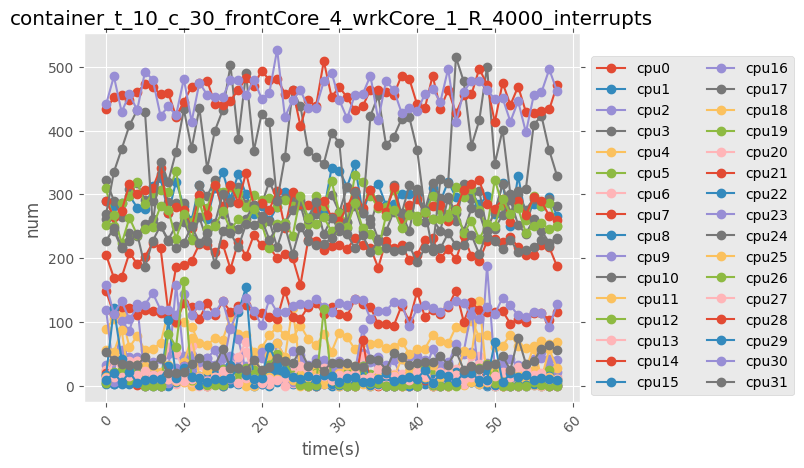 container_t_10_c_30_frontCore_4_wrkCore_1_R_4000_interrupts
num
500
400
300
200
100
0
0
10
20
30
40
50
60
time(s)
cpu0
cpu1
cpu2
cpu3
cpu4
cpu5
cpu6
cpu7
cpu8
cpu9
cpu10
cpu11
cpu12
cpu13
cpu14
cpu15
cpu16
cpu17
cpu18
cpu19
cpu20
cpu21
cpu22
cpu23
cpu24
cpu25
cpu26
cpu27
cpu28
cpu29
cpu30
cpu31